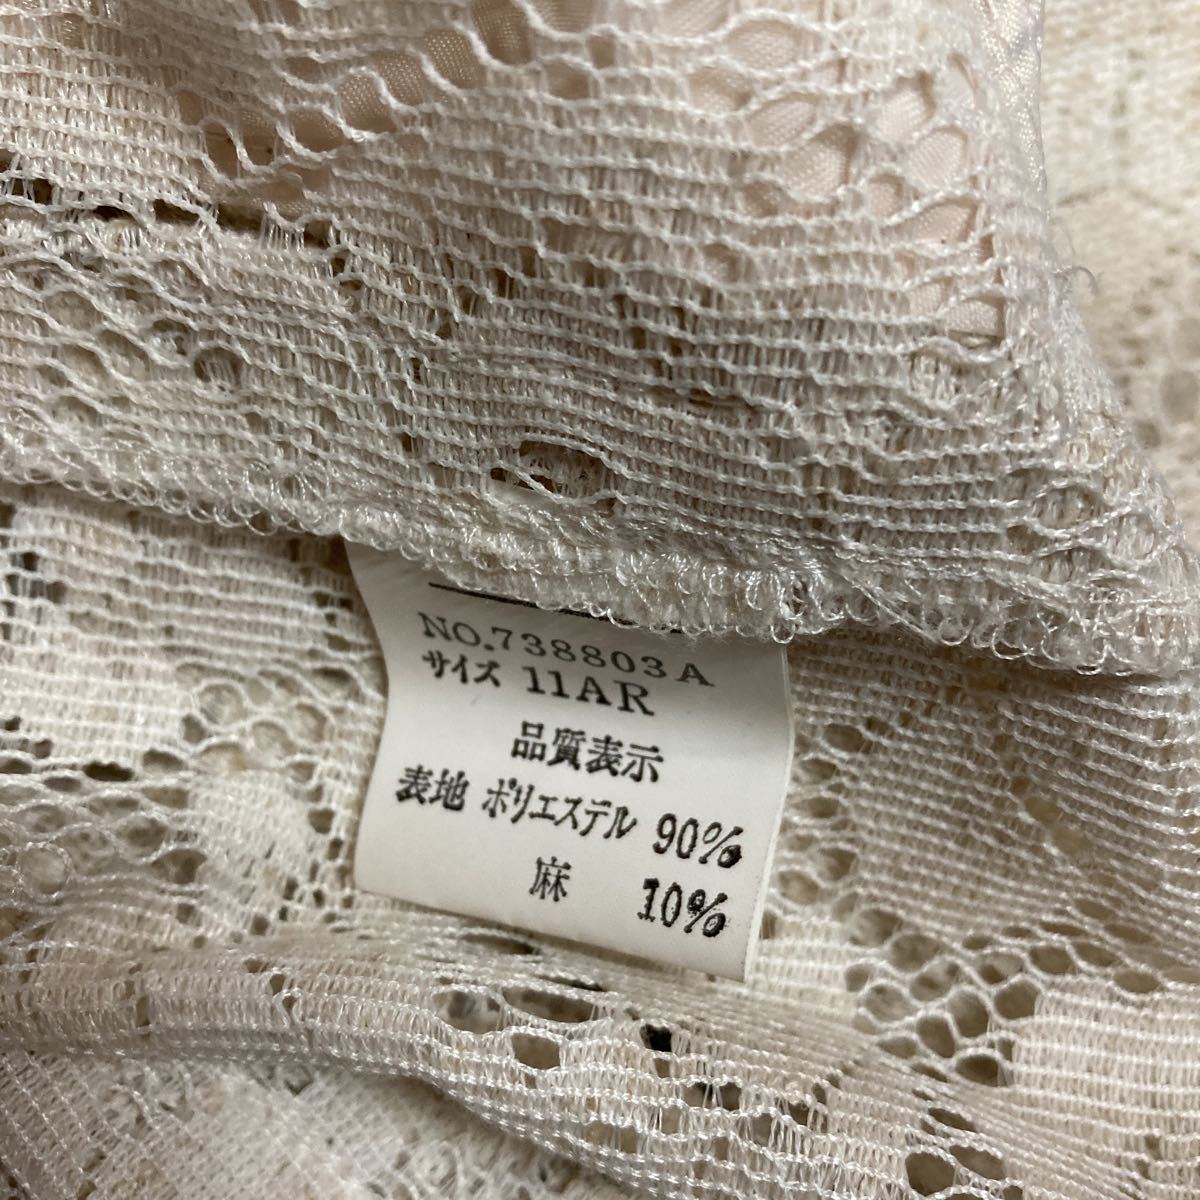 NO.738803A
サイズ 11AR
品質表示
表地 ポリエステル 90%
麻 10%